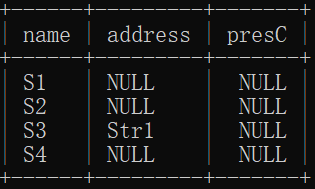 name address presC
S1 NULL NULL
S2 NULL NULL
S3 Str1 NULL
S4 NULL NULL